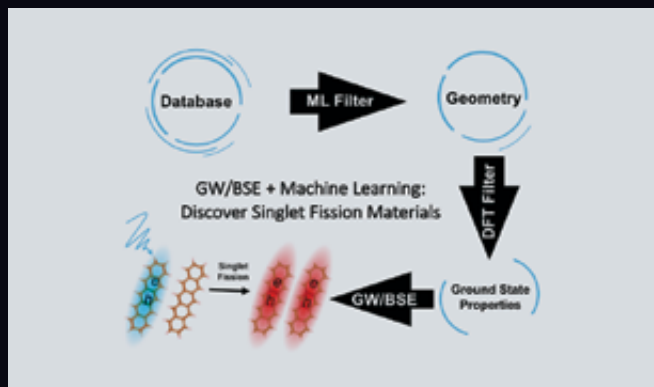 Database
ML Filter
Geometry
GW/BSE + Machine Learning:
Discover Singlet Fission Materials
DFT Filter
Singlet
Fission
GW/BSE
Ground State
Properties